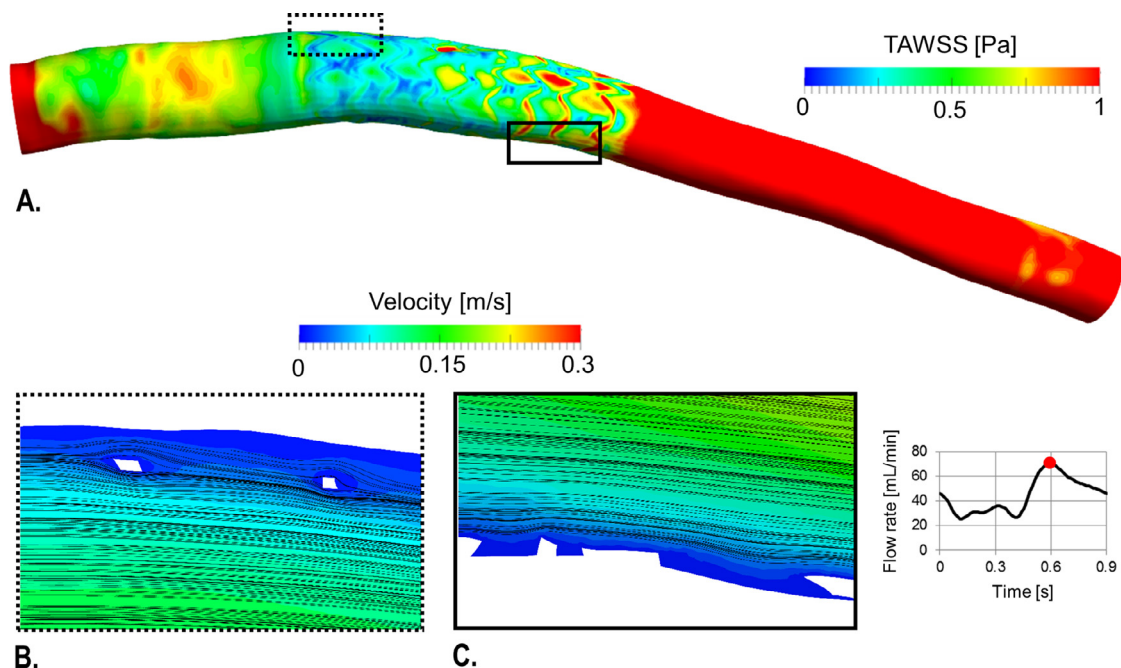 TAWSS [Pa]
0 0.5 1
A.
Velocity [m/s]
0 0.15 0.3
B.
C.
Flow rate [mL/min]
80
60
40
20
0
0 0.3 0.6 0.9
Time [s]